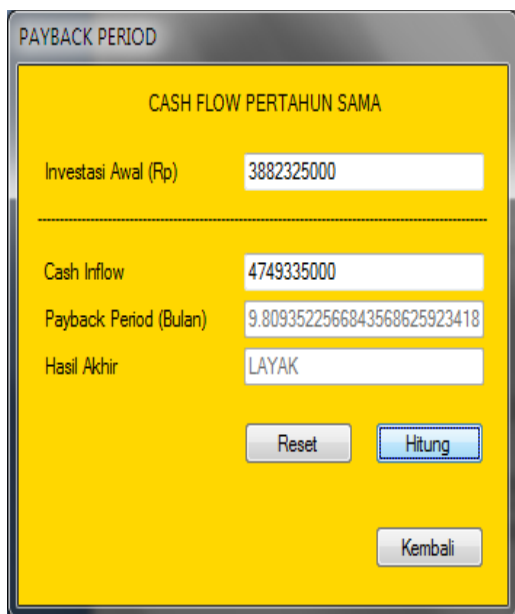 PAYBACK PERIOD
CASH FLOW PERTAHUN SAMA
Investasi Awal (Rp) 3882325000
Cash Inflow 4749335000
Payback Period (Bulan) 9.8093522566843568625923418
Hasil Akhir LAYAK
Reset Hitung
Kembali